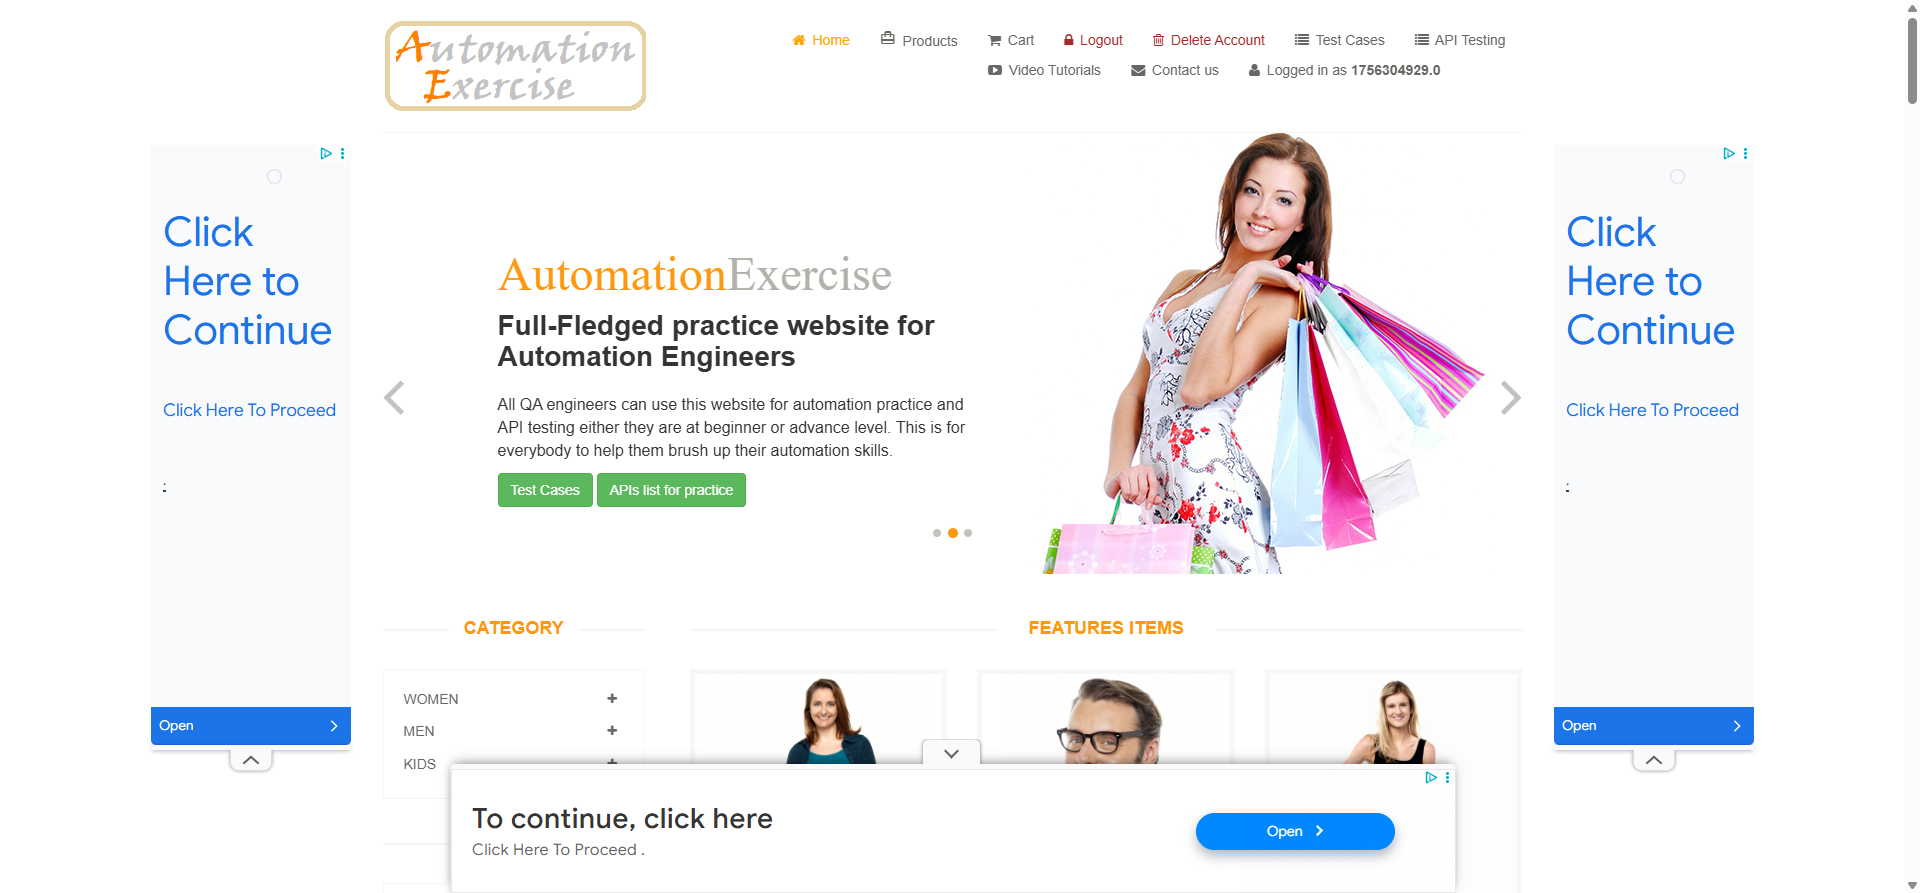 Automation
Exercise
Home
Products
Cart
Logout
Delete Account
Test Cases
API Testing
Video Tutorials
Contact us
Logged in as 1756304929.0
Click
Here to
Continue
Click Here To Proceed
:
Open
AutomationExercise
Full-Fledged practice website for
Automation Engineers
All QA engineers can use this website for automation practice and
API testing either they are at beginner or advance level. This is for
everybody to help them brush up their automation skills.
Test Cases
APIs list for practice
Click
Here to
Continue
Click Here To Proceed
:
Open
CATEGORY
WOMEN
MEN
KIDS
FEATURES ITEMS
To continue, click here
Click Here To Proceed .
Open